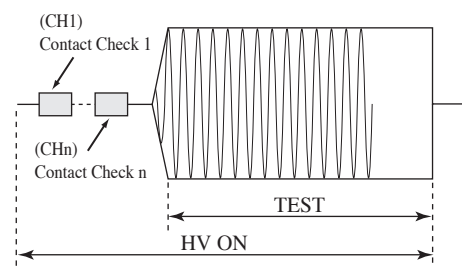 (CH1)
Contact Check 1
(CHn)
Contact Check n
TEST
HV ON